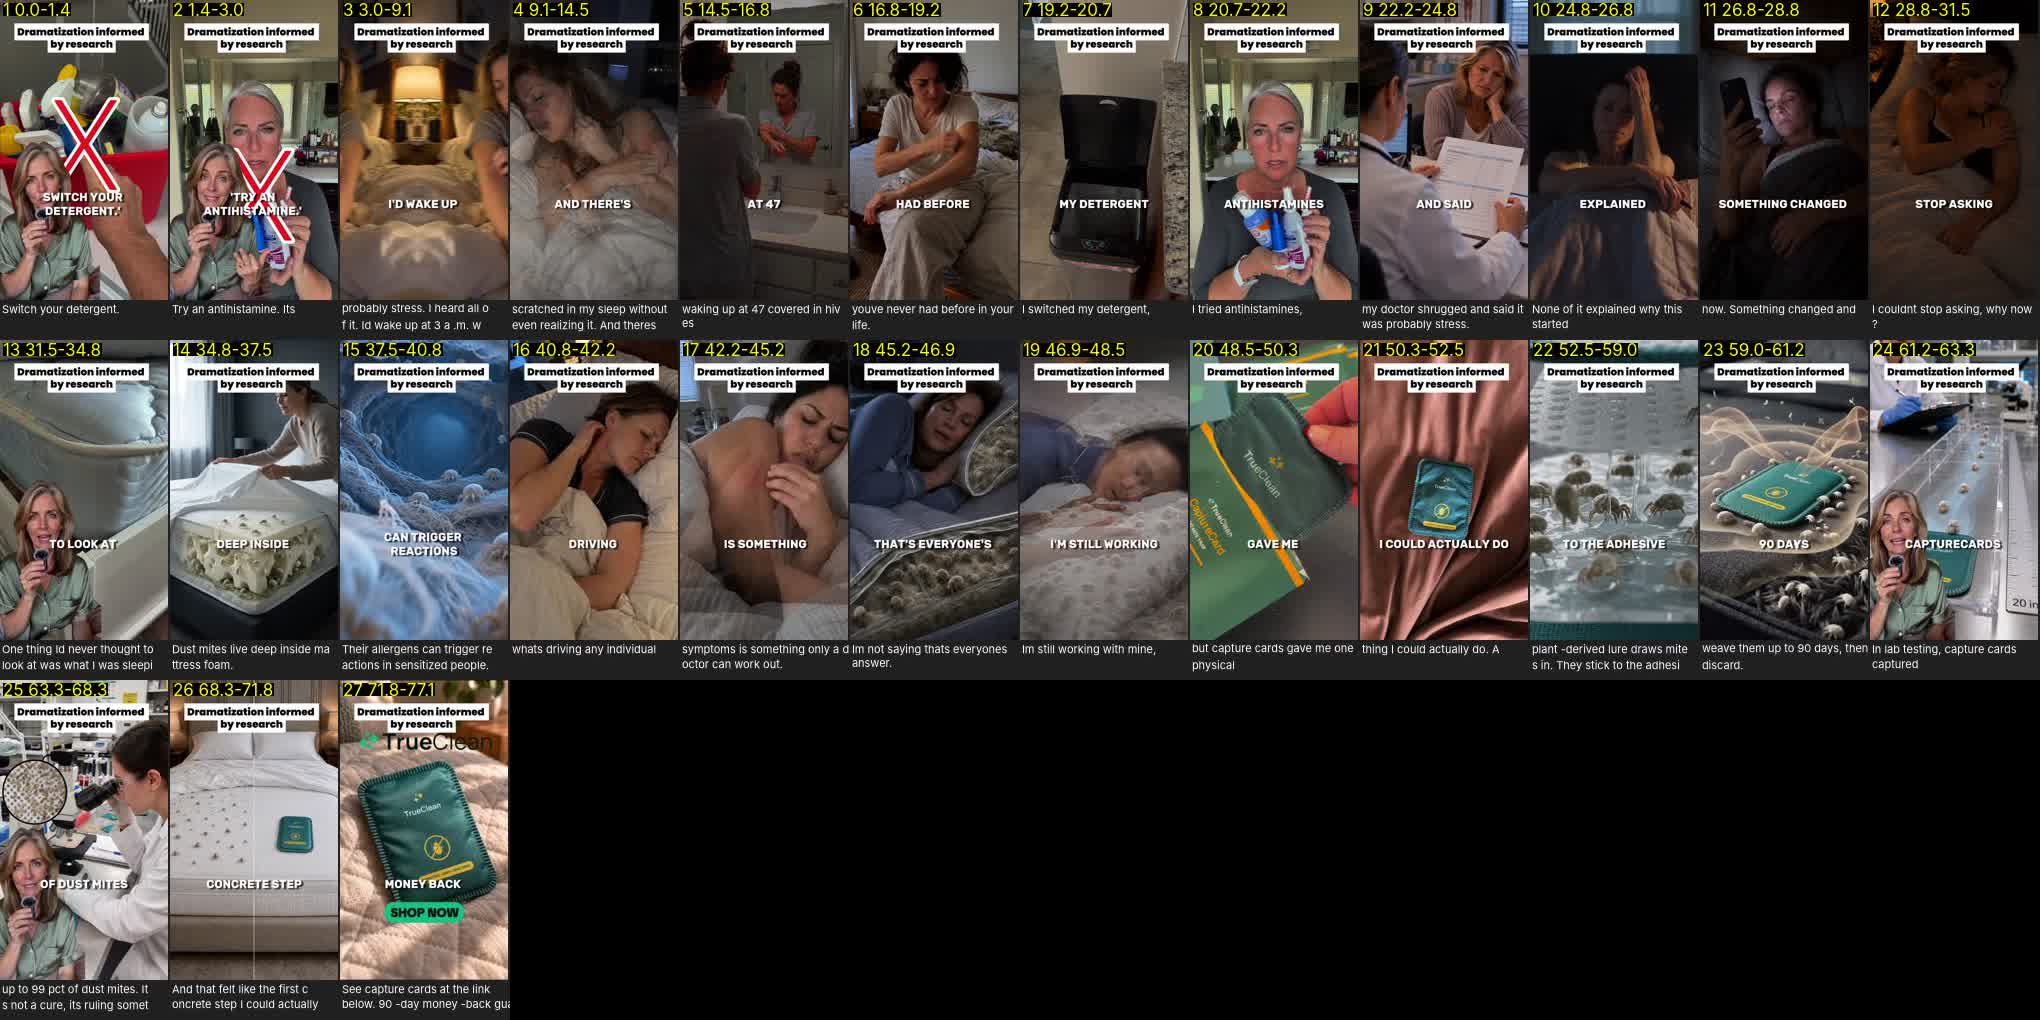 1 0.0-1.4
Dramatization informed
by research
SWITCH YOUR
DETERGENT.'
Switch your detergent.
2 1.4-3.0
Dramatization informed
by research
'TRY AN
ANTIHISTAMINE.'
Try an antihistamine. Its
3 3.0-9.1
Dramatization informed
by research
I'D WAKE UP
probably stress. I heard all o
f it. Id wake up at 3 a .m. w
4 9.1-14.5
Dramatization informed
by research
AND THERE'S
scratched in my sleep without
even realizing it. And theres
5 14.5-16.8
Dramatization informed
by research
AT 47
waking up at 47 covered in hiv
es
6 16.8-19.2
Dramatization informed
by research
HAD BEFORE
youve never had before in your
life.
7 19.2-20.7
Dramatization informed
by research
MY DETERGENT
I switched my detergent,
8 20.7-22.2
Dramatization informed
by research
ANTIHISTAMINES
I tried antihistamines,
9 22.2-24.8
Dramatization informed
by research
AND SAID
my doctor shrugged and said it
was probably stress.
10 24.8-26.8
Dramatization informed
by research
EXPLAINED
None of it explained why this
started
11 26.8-28.8
Dramatization informed
by research
SOMETHING CHANGED
now. Something changed and
12 28.8-31.5
Dramatization informed
by research
STOP ASKING
I couldnt stop asking, why now
?
13 31.5-34.8
Dramatization informed
by research
TO LOOK AT
One thing Id never thought to
look at was what I was sleepi
14 34.8-37.5
Dramatization informed
by research
DEEP INSIDE
Dust mites live deep inside ma
ttress foam.
15 37.5-40.8
Dramatization informed
by research
CAN TRIGGER
REACTIONS
Their allergens can trigger re
actions in sensitized people.
16 40.8-42.2
Dramatization informed
by research
DRIVING
whats driving any individual
17 42.2-45.2
Dramatization informed
by research
IS SOMETHING
symptoms is something only a d
octor can work out.
18 45.2-46.9
Dramatization informed
by research
THAT'S EVERYONE'S
Im not saying thats everyones
answer.
19 46.9-48.5
Dramatization informed
by research
I'M STILL WORKING
Im still working with mine,
20 48.5-50.3
Dramatization informed
by research
TrueClean
TrueClean
CaptureCard
GAVE ME
but capture cards gave me one
physical
21 50.3-52.5
Dramatization informed
by research
TrueClean
I COULD ACTUALLY DO
thing I could actually do. A
22 52.5-59.0
Dramatization informed
by research
TO THE ADHESIVE
plant -derived lure draws mite
s in. They stick to the adhesi
23 59.0-61.2
Dramatization informed
by research
90 DAYS
weave them up to 90 days, then
discard.
24 61.2-63.3
Dramatization informed
by research
CAPTURECARDS
20 in
In lab testing, capture cards
captured
25 63.3-68.3
Dramatization informed
by research
OF DUST MITES
up to 99 pct of dust mites. It
s not a cure, its ruling somet
26 68.3-71.8
Dramatization informed
by research
CONCRETE STEP
And that felt like the first c
oncrete step I could actually
27 71.8-77.1
Dramatization informed
by research
TrueClean
TrueClean
MONEY BACK
SHOP NOW
See capture cards at the link
below. 90 -day money -back gua